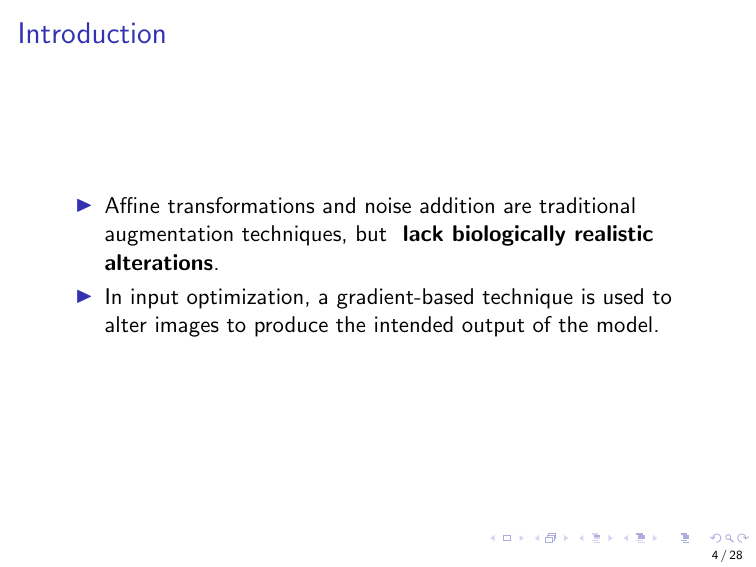 Introduction
Affine transformations and noise addition are traditional
augmentation techniques, but lack biologically realistic
alterations.
In input optimization, a gradient-based technique is used to
alter images to produce the intended output of the model.
4 / 28